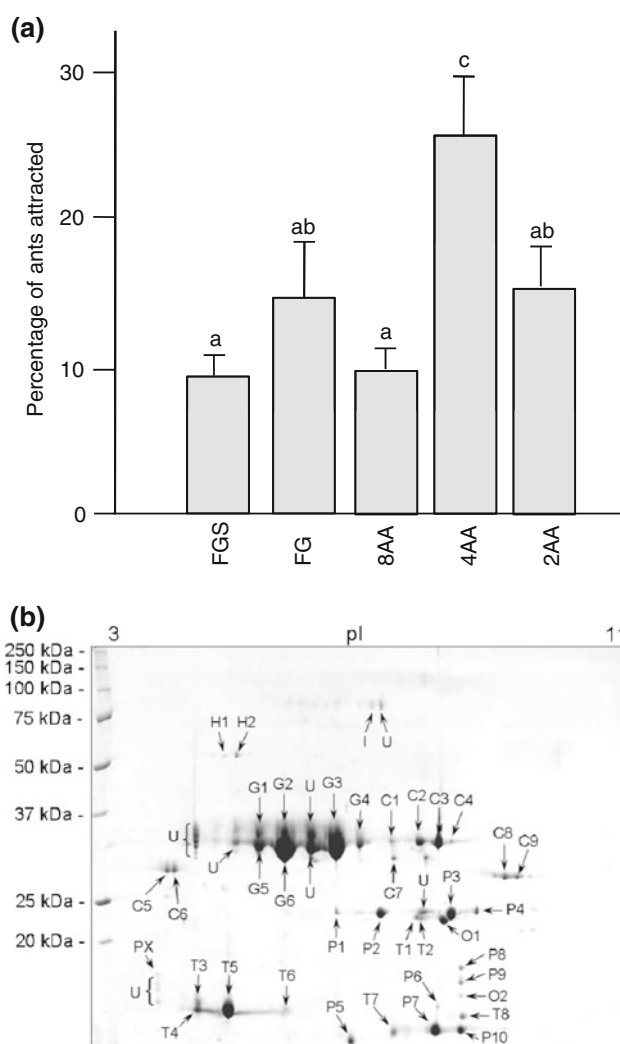 (a)
30
20
10
0
Percentage of ants attracted
a
ab
a
c
ab
FGS
FG
8AA
4AA
2AA
(b)
3
pI
11
250 kDa -
150 kDa -
100 kDa -
75 kDa -
50 kDa -
37 kDa -
25 kDa -
20 kDa -
H1 H2
I U
G1 G2 U G3 G4 C1 C2 C3 C4
U
U
G5 G6 U C7
C8 C9
C5 C6
U P3
P4
P1 P2 T1 T2 O1
PX
U
T3 T5 T6
T4
P5
T7 P7
P6
P8
P9
O2
T8
P10